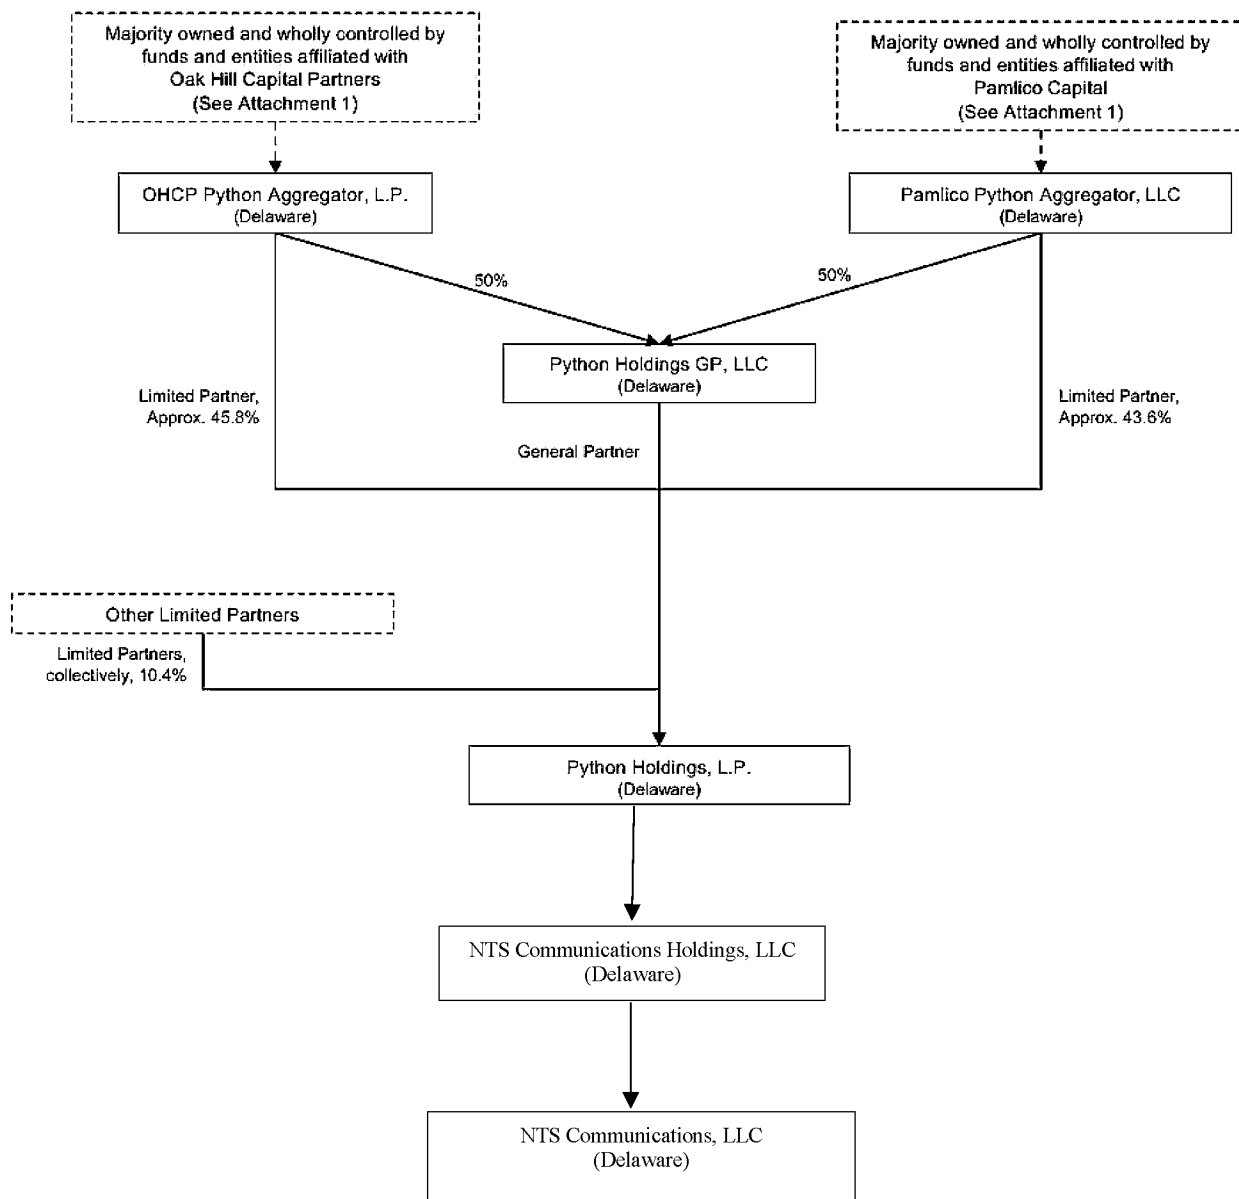 Majority owned and wholly controlled by
funds and entities affiliated with
Oak Hill Capital Partners
(See Attachment 1)
Majority owned and wholly controlled by
funds and entities affiliated with
Pamlico Capital
(See Attachment 1)
OHCP Python Aggregator, L.P.
(Delaware)
Pamlico Python Aggregator, LLC
(Delaware)
50%
50%
Python Holdings GP, LLC
(Delaware)
Limited Partner,
Approx. 45.8%
Limited Partner,
Approx. 43.6%
General Partner
Other Limited Partners
Limited Partners,
collectively, 10.4%
Python Holdings, L.P.
(Delaware)
NTS Communications Holdings, LLC
(Delaware)
NTS Communications, LLC
(Delaware)